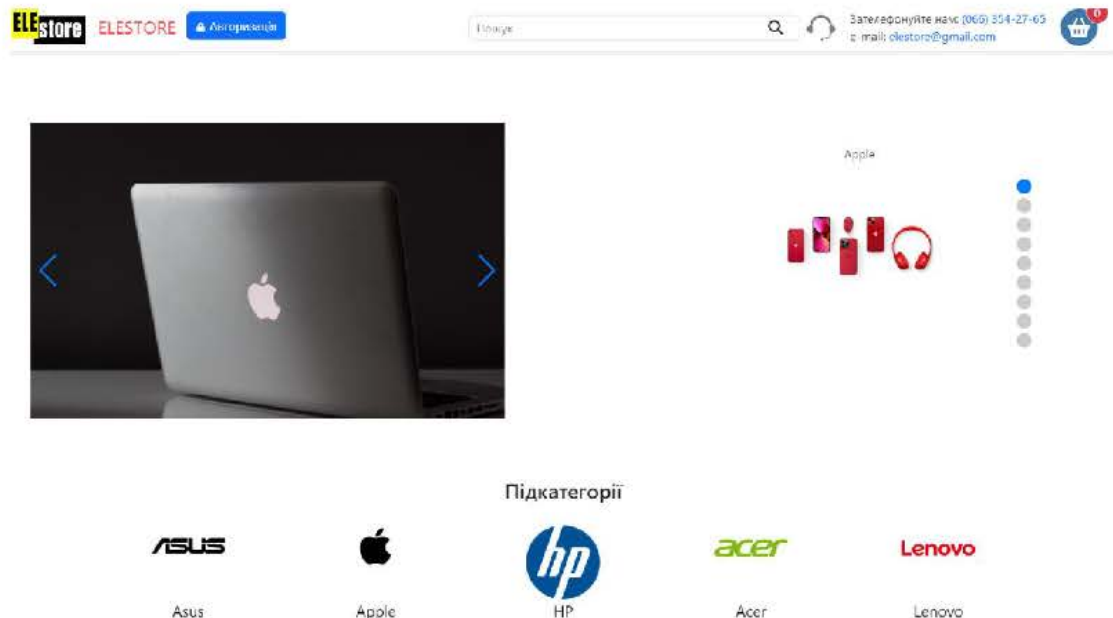 ELEstore ELESTORE Авторизація
Пошук
Зателефонуйте нам: (066) 354-27-65
e-mail: elestore@gmail.com
0
Apple
Підкатегорії
ASUS hp acer Lenovo
Asus Apple HP Acer Lenovo